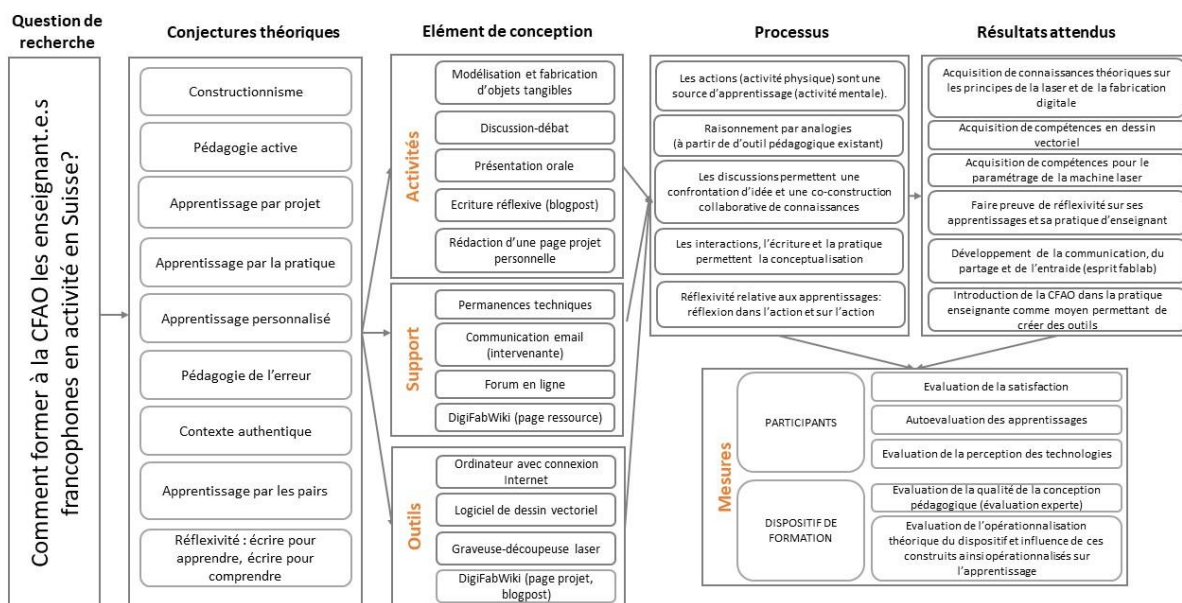 Question de
recherche
Comment former à la CFAO les enseignant.e.s
francophones en activité en Suisse?
Conjectures théoriques
Constructionnisme
Pédagogie active
Apprentissage par projet
Apprentissage par la pratique
Apprentissage personnalisé
Pédagogie de l'erreur
Contexte authentique
Apprentissage par les pairs
Réflexivité : écrire pour
apprendre, écrire pour
comprendre
Elément de conception
Activités
Modélisation et fabrication
d'objets tangibles
Discussion-débat
Présentation orale
Ecriture réflexive (blogpost)
Rédaction d'une page projet
personnelle
Support
Permanences techniques
Communication email
(intervenante)
Forum en ligne
DigiFabWiki (page ressource)
Outils
Ordinateur avec connexion
Internet
Logiciel de dessin vectoriel
Graveuse-découpeuse laser
DigiFabWiki (page projet,
blogpost)
Processus
Les actions (activité physique) sont une
source d'apprentissage (activité mentale).
Raisonnement par analogies
(à partir de d'outil pédagogique existant)
Les discussions permettent une
confrontation d'idée et une co-construction
collaborative de connaissances
Les interactions, l'écriture et la pratique
permettent la conceptualisation
Réflexivité relative aux apprentissages:
réflexion dans l'action et sur l'action
Résultats attendus
Acquisition de connaissances théoriques sur
les principes de la laser et de la fabrication
digitale
Acquisition de compétences en dessin
vectoriel
Acquisition de compétences pour le
paramétrage de la machine laser
Faire preuve de réflexivité sur ses
apprentissages et sa pratique d'enseignant
Développement de la communication, du
partage et de l'entraide (esprit fablab)
Introduction de la CFAO dans la pratique
enseignante comme moyen permettant de
créer des outils
Mesures
PARTICIPANTS
Evaluation de la satisfaction
Autoevaluation des apprentissages
Evaluation de la perception des technologies
DISPOSITIF DE
FORMATION
Evaluation de la qualité de la conception
pédagogique (évaluation experte)
Evaluation de l'opérationnalisation
théorique du dispositif et influence de ces
construits ainsi opérationnalisés sur
l'apprentissage